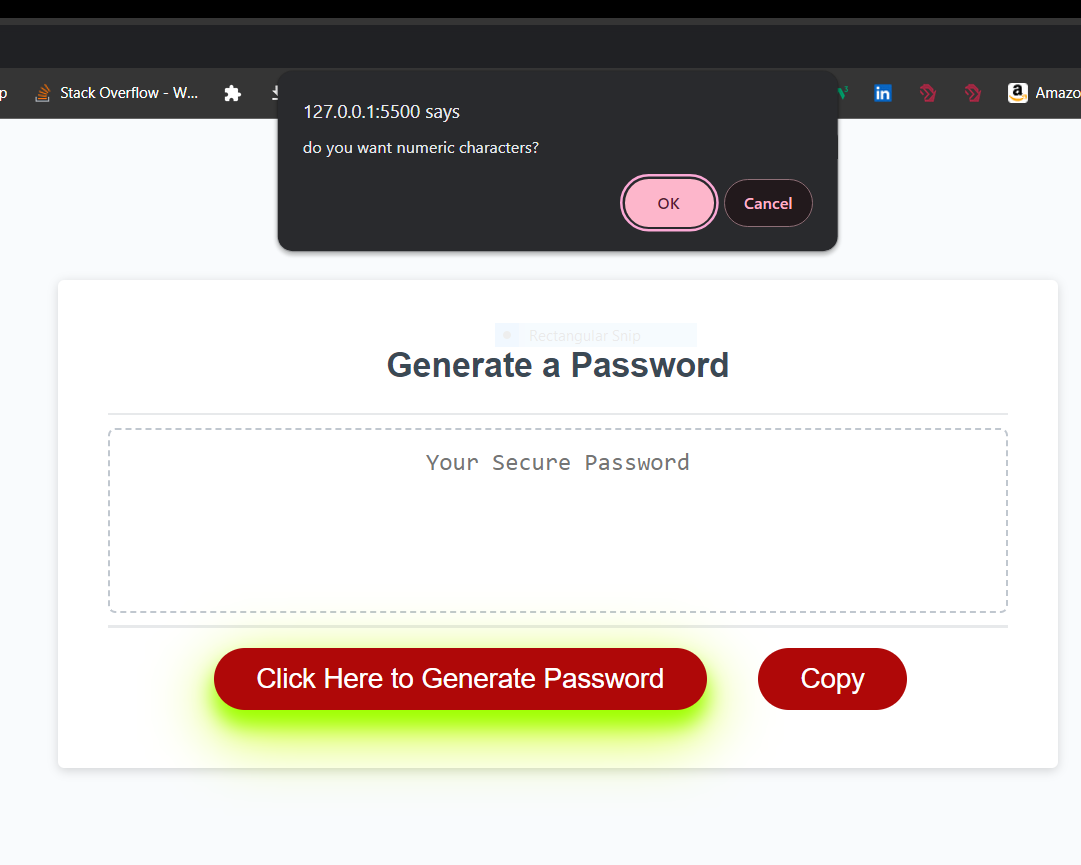 p
Stack Overflow - W...
Amazo
127.0.0.1:5500 says
do you want numeric characters?
OK
Cancel
Rectangular Snip
Generate a Password
Your Secure Password
Click Here to Generate Password
Copy